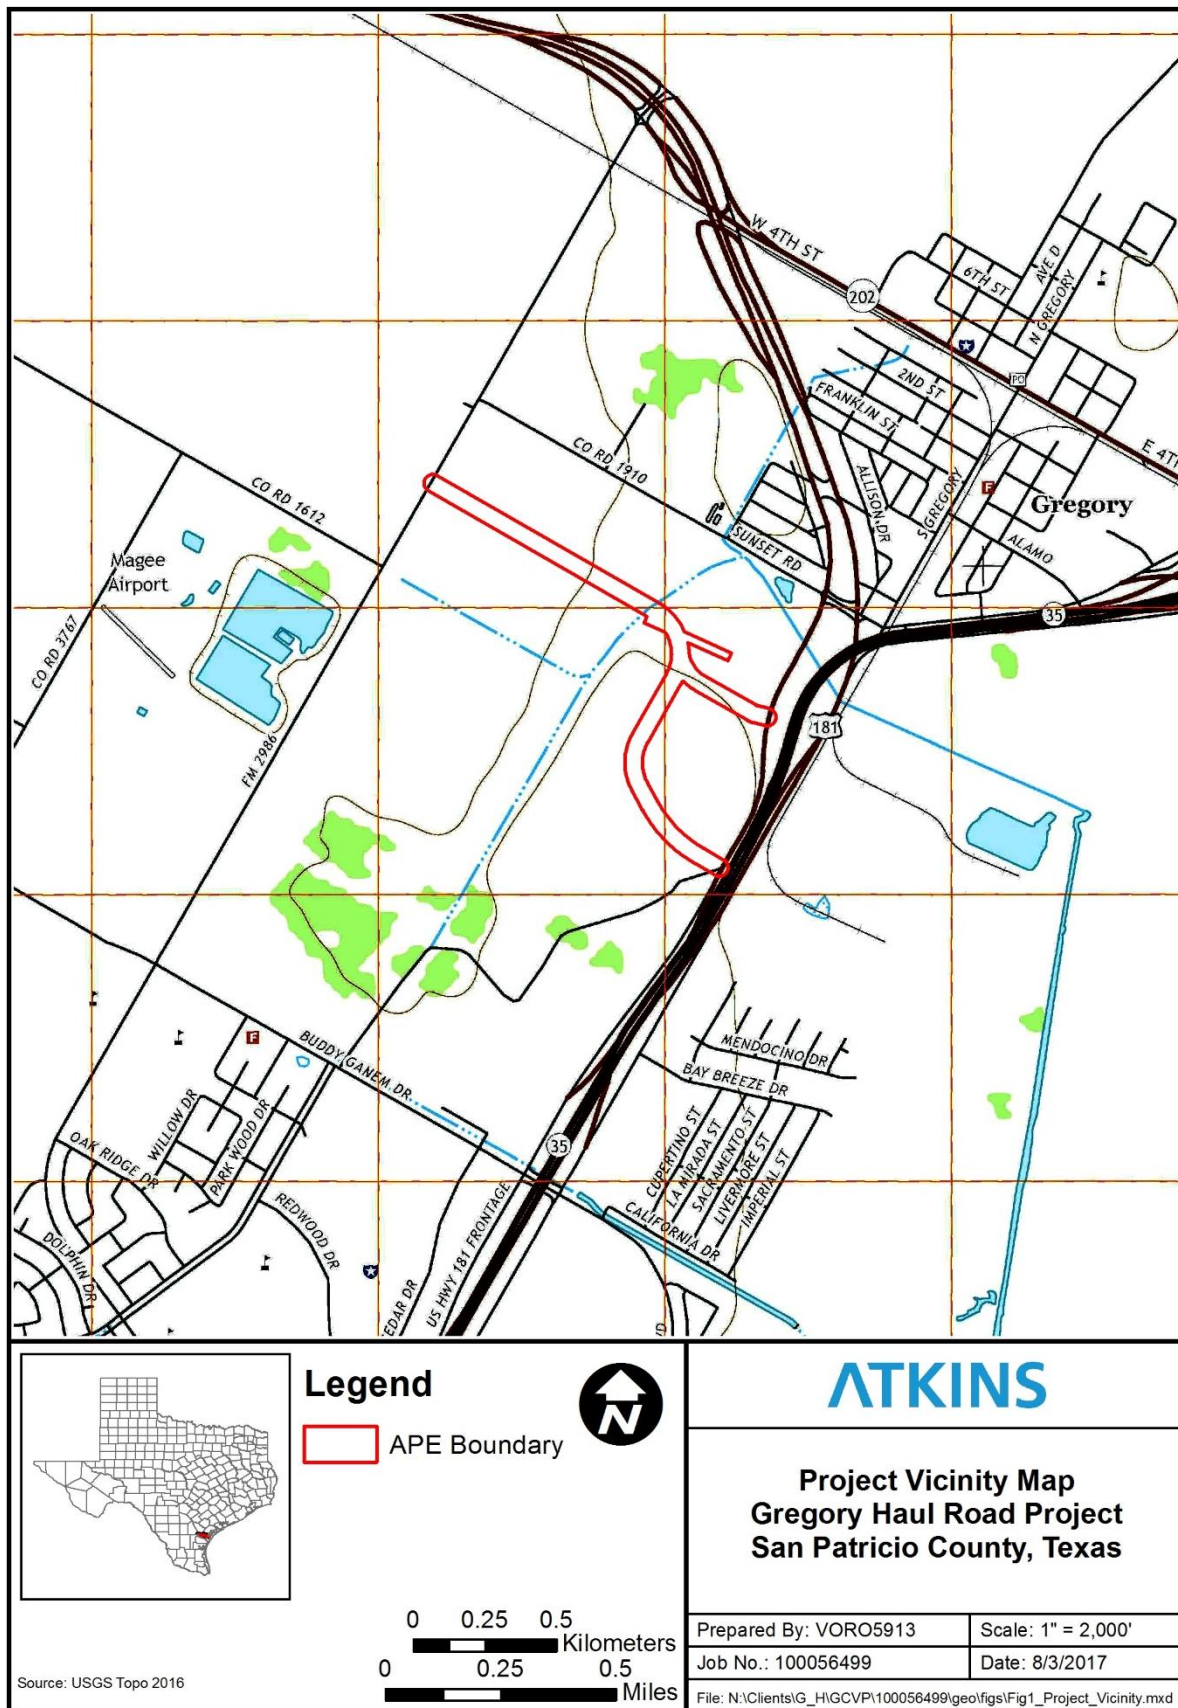 W 4TH ST
202
6TH ST
AVE D
N GREGORY
2ND ST
PO
FRANKLIN ST
E 4TH
CO RD 1910
ALLISON DR
S GREGORY
F
Gregory
CO RD 1612
SUNSET RD
ALAMO
Magee
Airport
35
CO RD 3767
181
FM 2986
MENDOCINO DR
BAY BREEZE DR
F
BUDDY GANEM DR
WILLOW DR
PARK WOOD DR
OAK RIDGE DR
35
CUPERTINO ST
LA MIRADA ST
SACRAMENTO ST
LIVERMORE ST
IMPERIAL ST
CALIFORNIA DR
REDWOOD DR
DOLPHIN DR
US HWY 181 FRONTAGE
EDAR DR
Legend
APE Boundary
N
0 0.25 0.5
Kilometers
0 0.25 0.5
Miles
Source: USGS Topo 2016
ATKINS
Project Vicinity Map
Gregory Haul Road Project
San Patricio County, Texas
Prepared By: VORO5913
Scale: 1" = 2,000'
Job No.: 100056499
Date: 8/3/2017
File: N:\Clients\G_H\GCVP\100056499\geo\figs\Fig1_Project_Vicinity.mxd